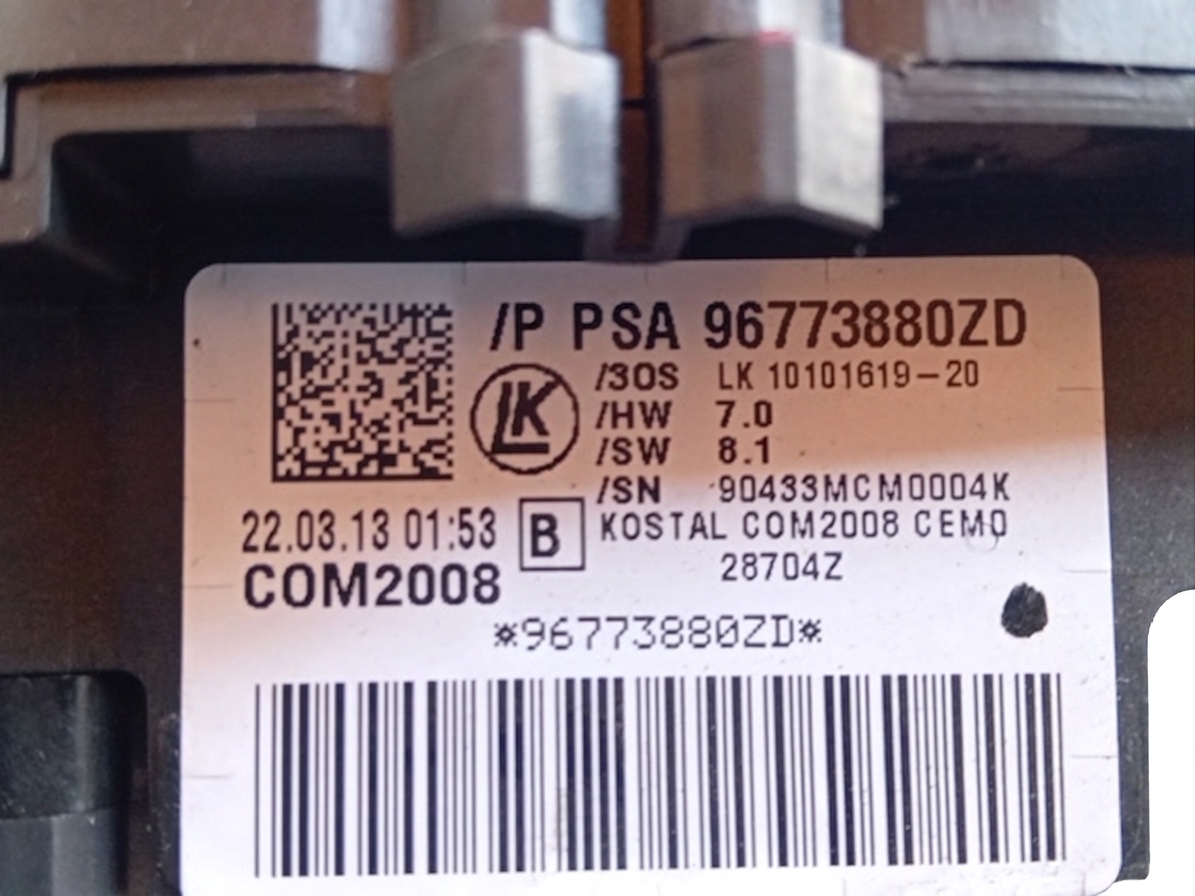 /P PSA 96773880ZD
LK
/3OS LK 10101619-20
/HW 7.0
/SW 8.1
/SN 90433MCM0004K
22.03.13 01:53 B KOSTAL COM2008 CEM0
28704Z
COM2008
*96773880ZD*